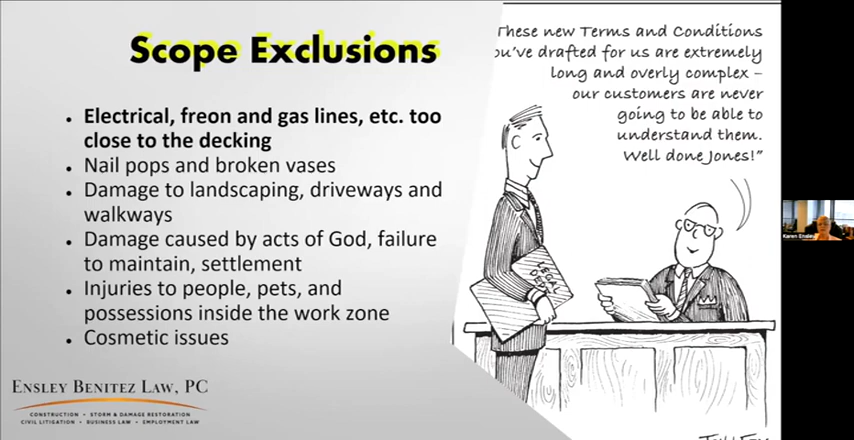 Scope Exclusions
• Electrical, freon and gas lines, etc. too
close to the decking
• Nail pops and broken vases
• Damage to landscaping, driveways and
walkways
• Damage caused by acts of God, failure
to maintain, settlement
• Injuries to people, pets, and
possessions inside the work zone
• Cosmetic issues
ENSLEY BENITEZ LAW, PC
CONSTRUCTION • STORM & DAMAGE RESTORATION
CIVIL LITIGATION • BUSINESS LAW • EMPLOYMENT LAW
These new Terms and Conditions
ou've drafted for us are extremely
long and overly complex –
our customers are never
going to be able to
understand them.
Well done Jones!"
Karen Ensley